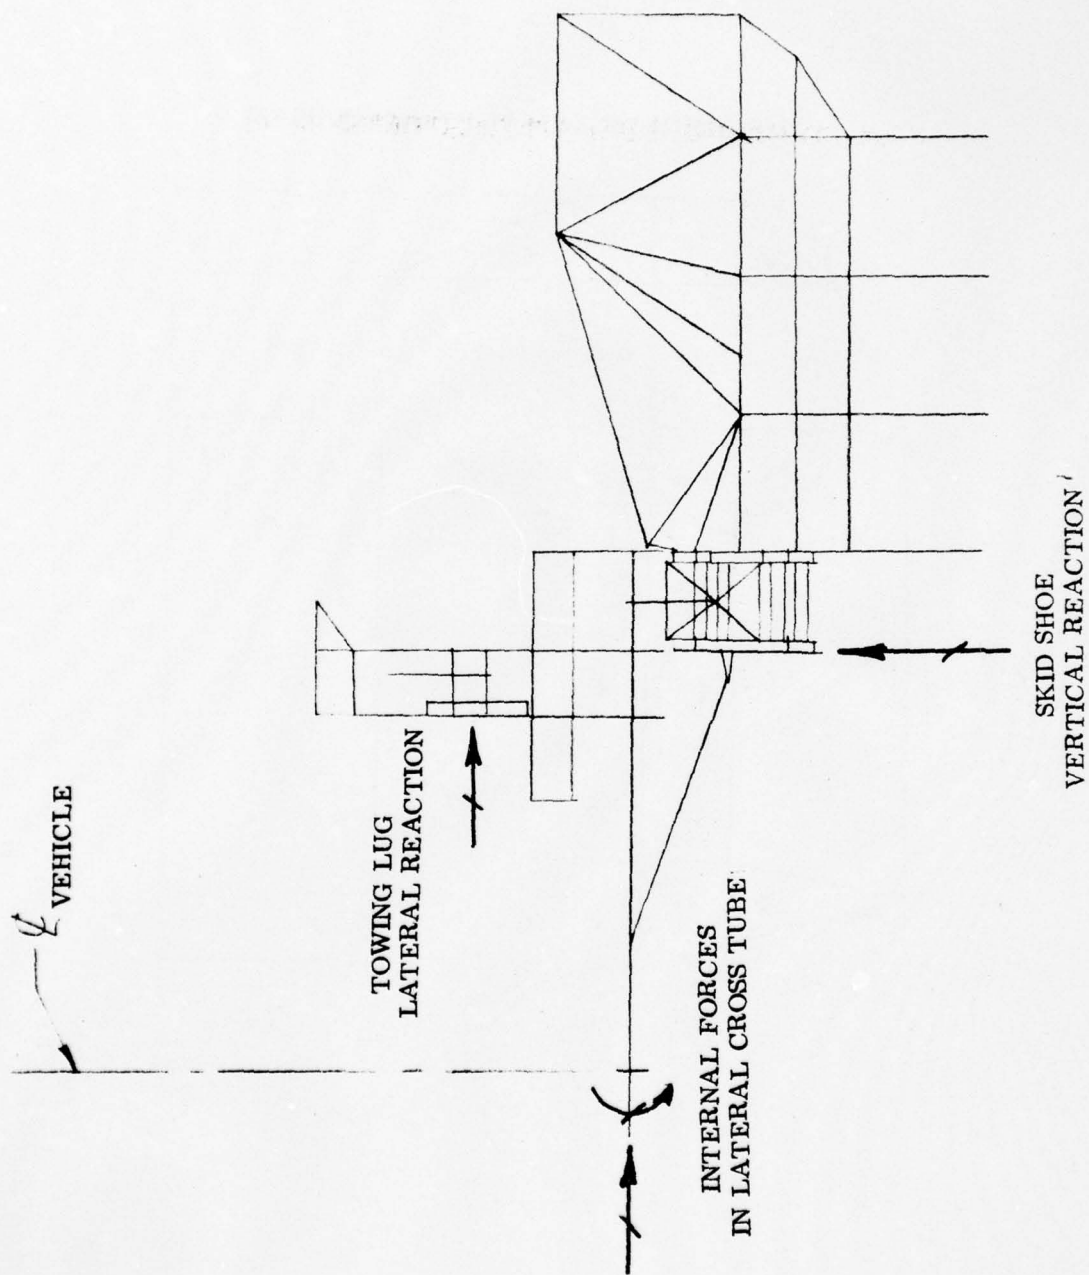 ℄ VEHICLE
TOWING LUG
LATERAL REACTION
INTERNAL FORCES
IN LATERAL CROSS TUBE
SKID SHOE
VERTICAL REACTION